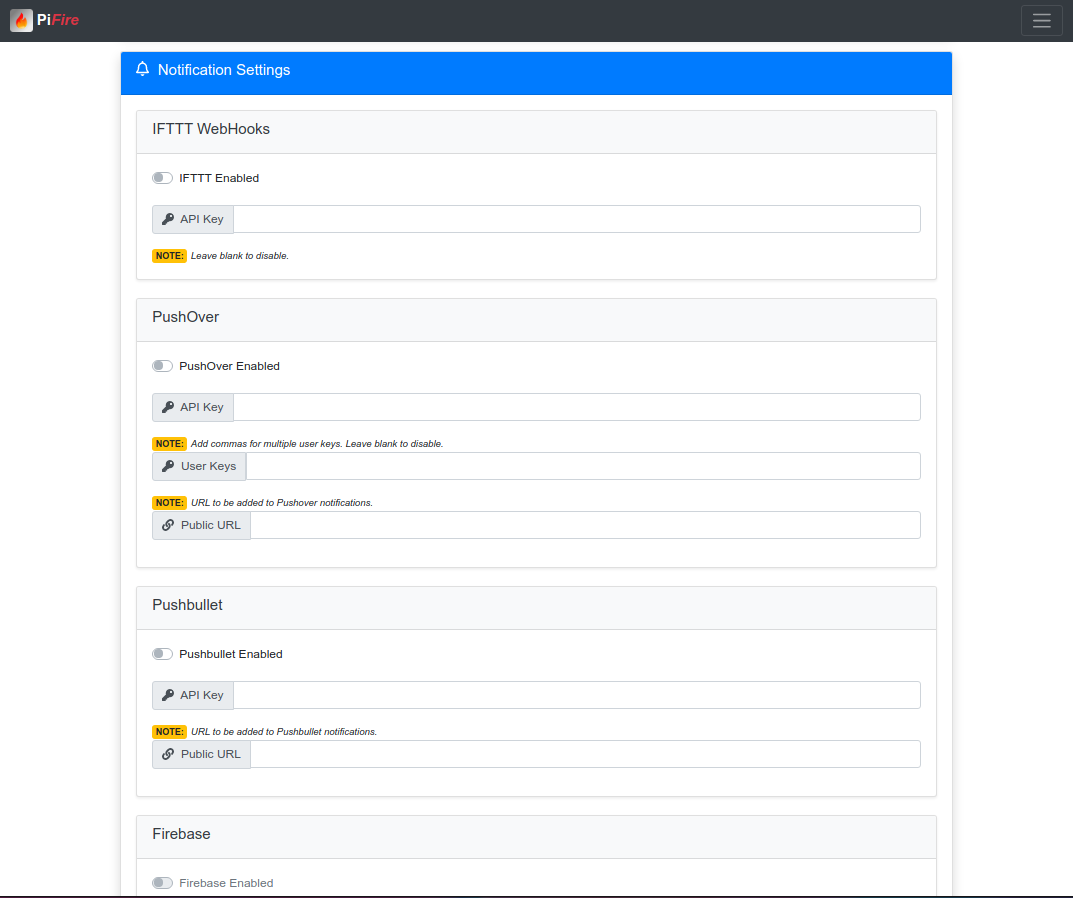 PiFire
Notification Settings
IFTTT WebHooks
IFTTT Enabled
API Key
NOTE: Leave blank to disable.
PushOver
PushOver Enabled
API Key
NOTE: Add commas for multiple user keys. Leave blank to disable.
User Keys
NOTE: URL to be added to Pushover notifications.
Public URL
Pushbullet
Pushbullet Enabled
API Key
NOTE: URL to be added to Pushbullet notifications.
Public URL
Firebase
Firebase Enabled